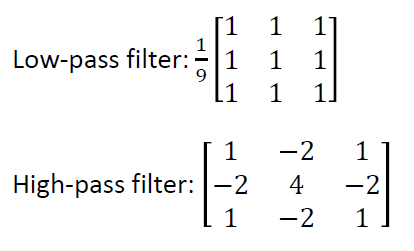 Low-pass filter: 1/9 [1 1 1
1 1 1
1 1 1]
High-pass filter: [1 −2 1
−2 4 −2
1 −2 1]